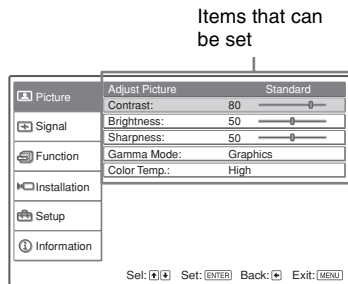 Items that can
be set
Picture
Signal
Function
Installation
Setup
Information
Adjust Picture Standard
Contrast: 80
Brightness: 50
Sharpness: 50
Gamma Mode: Graphics
Color Temp.: High
Sel: Set: ENTER Back: Exit: MENU